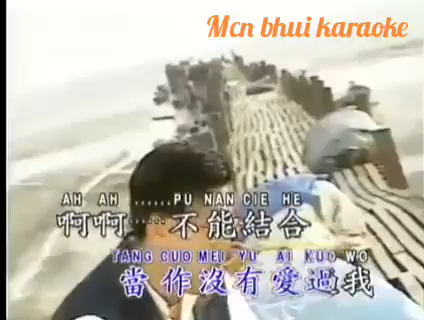 Mcn bhui karaoke
AH AH ......PU NAN CIE HE
啊啊······不能結合
TANG CUO MEI YU AI KUO WO
當作沒有愛過我